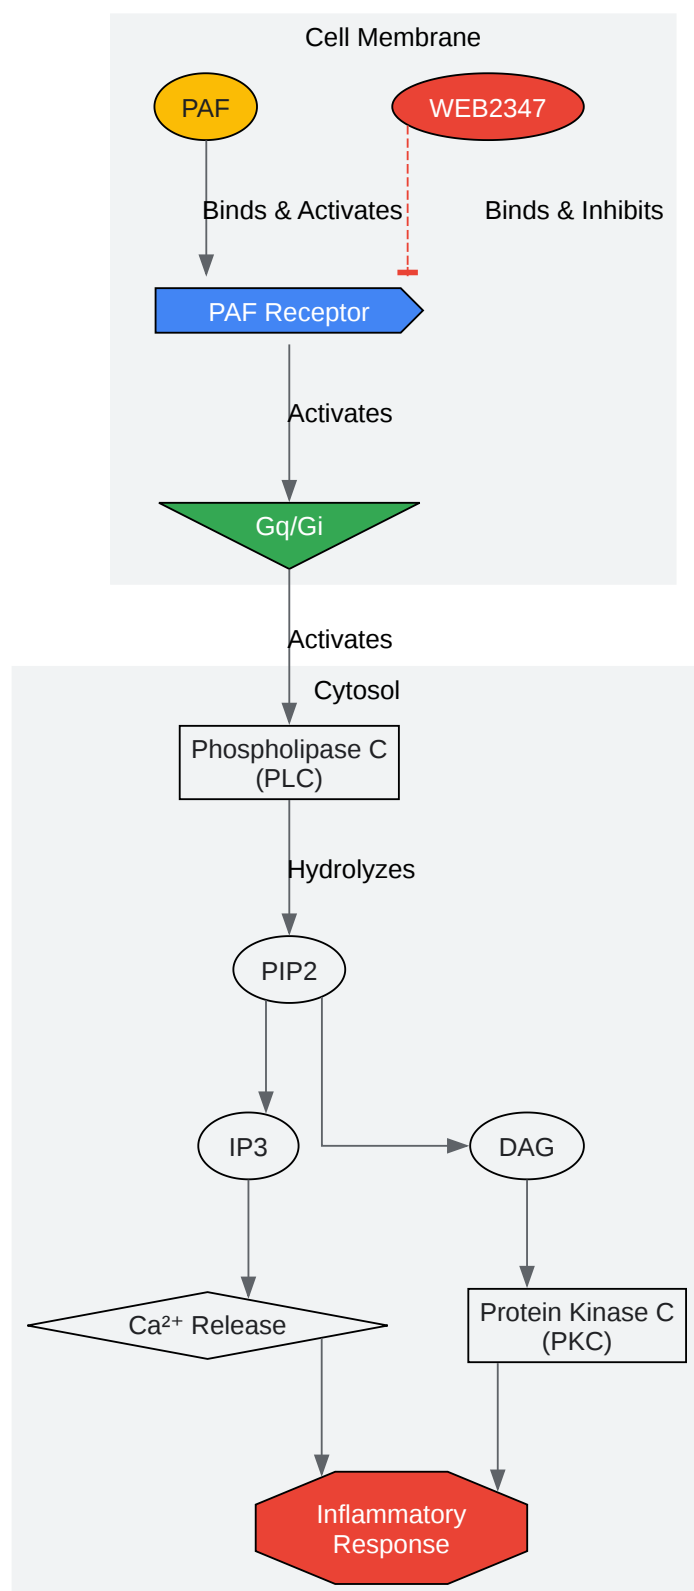 Cell Membrane
PAF
WEB2347
Binds & Activates
Binds & Inhibits
PAF Receptor
Activates
Gq/Gi
Activates
Cytosol
Phospholipase C
(PLC)
Hydrolyzes
PIP2
IP3
DAG
Ca²⁺ Release
Protein Kinase C
(PKC)
Inflammatory
Response